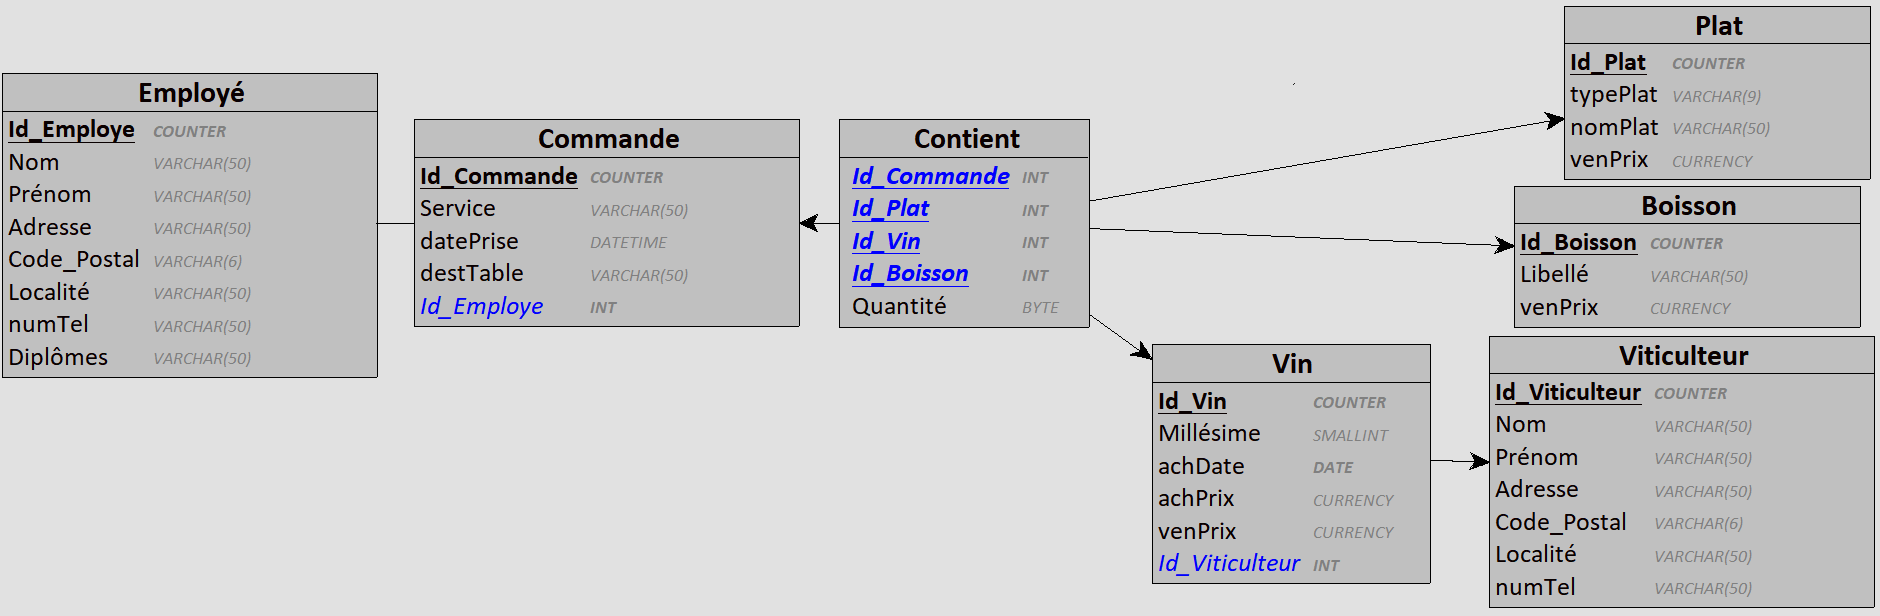 Employé
Id_Employe COUNTER
Nom VARCHAR(50)
Prénom VARCHAR(50)
Adresse VARCHAR(50)
Code_Postal VARCHAR(6)
Localité VARCHAR(50)
numTel VARCHAR(50)
Diplômes VARCHAR(50)
Commande
Id_Commande COUNTER
Service VARCHAR(50)
datePrise DATETIME
destTable VARCHAR(50)
Id_Employe INT
Contient
Id_Commande INT
Id_Plat INT
Id_Vin INT
Id_Boisson INT
Quantité BYTE
Plat
Id_Plat COUNTER
typePlat VARCHAR(9)
nomPlat VARCHAR(50)
venPrix CURRENCY
Boisson
Id_Boisson COUNTER
Libellé VARCHAR(50)
venPrix CURRENCY
Vin
Id_Vin COUNTER
Millésime SMALLINT
achDate DATE
achPrix CURRENCY
venPrix CURRENCY
Id_Viticulteur INT
Viticulteur
Id_Viticulteur COUNTER
Nom VARCHAR(50)
Prénom VARCHAR(50)
Adresse VARCHAR(50)
Code_Postal VARCHAR(6)
Localité VARCHAR(50)
numTel VARCHAR(50)